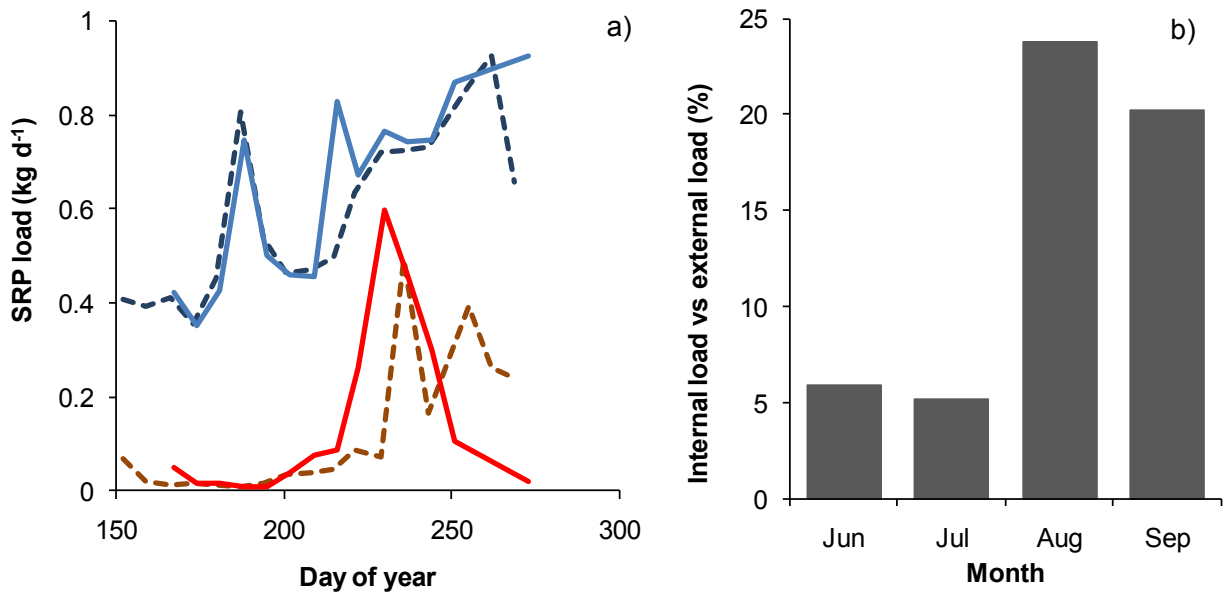 a)
SRP load (kg d-1)
1
0.8
0.6
0.4
0.2
0
150 200 250 300
Day of year
b)
Internal load vs external load (%)
25
20
15
10
5
0
Jun Jul Aug Sep
Month